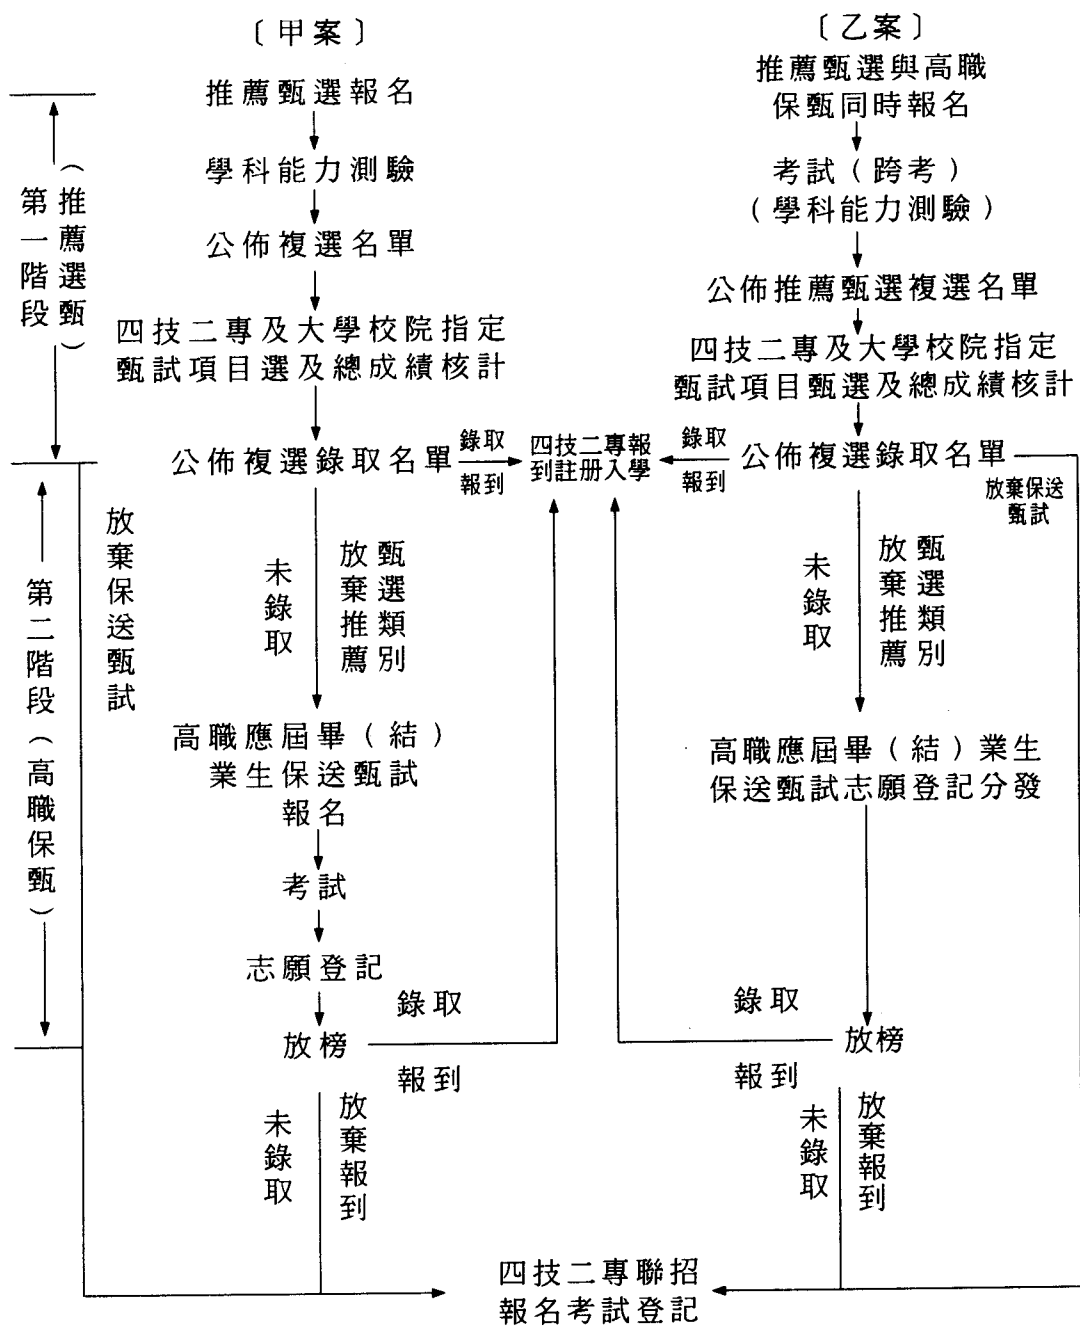 〔甲案〕
推薦甄選報名
學科能力測驗
公佈複選名單
四技二專及大學校院指定
甄試項目選及總成績核計
公佈複選錄取名單
錄取
報到
四技二專報
到註册入學
未錄取
放棄推薦
甄選類別
高職應屆畢（結）
業生保送甄試
報名
考試
志願登記
放榜
錄取
報到
未錄取
放棄報到
第一階段
（推薦選甄）
第二階段（高職保甄）
放棄保送甄試
〔乙案〕
推薦甄選與高職
保甄同時報名
考試（跨考）
（學科能力測驗）
公佈推薦甄選複選名單
四技二專及大學校院指定
甄試項目甄選及總成績核計
公佈複選錄取名單
錄取
報到
放棄保送
甄試
未錄取
放棄推薦
甄選類別
高職應屆畢（結）業生
保送甄試志願登記分發
放榜
錄取
報到
未錄取
放棄報到
四技二專聯招
報名考試登記